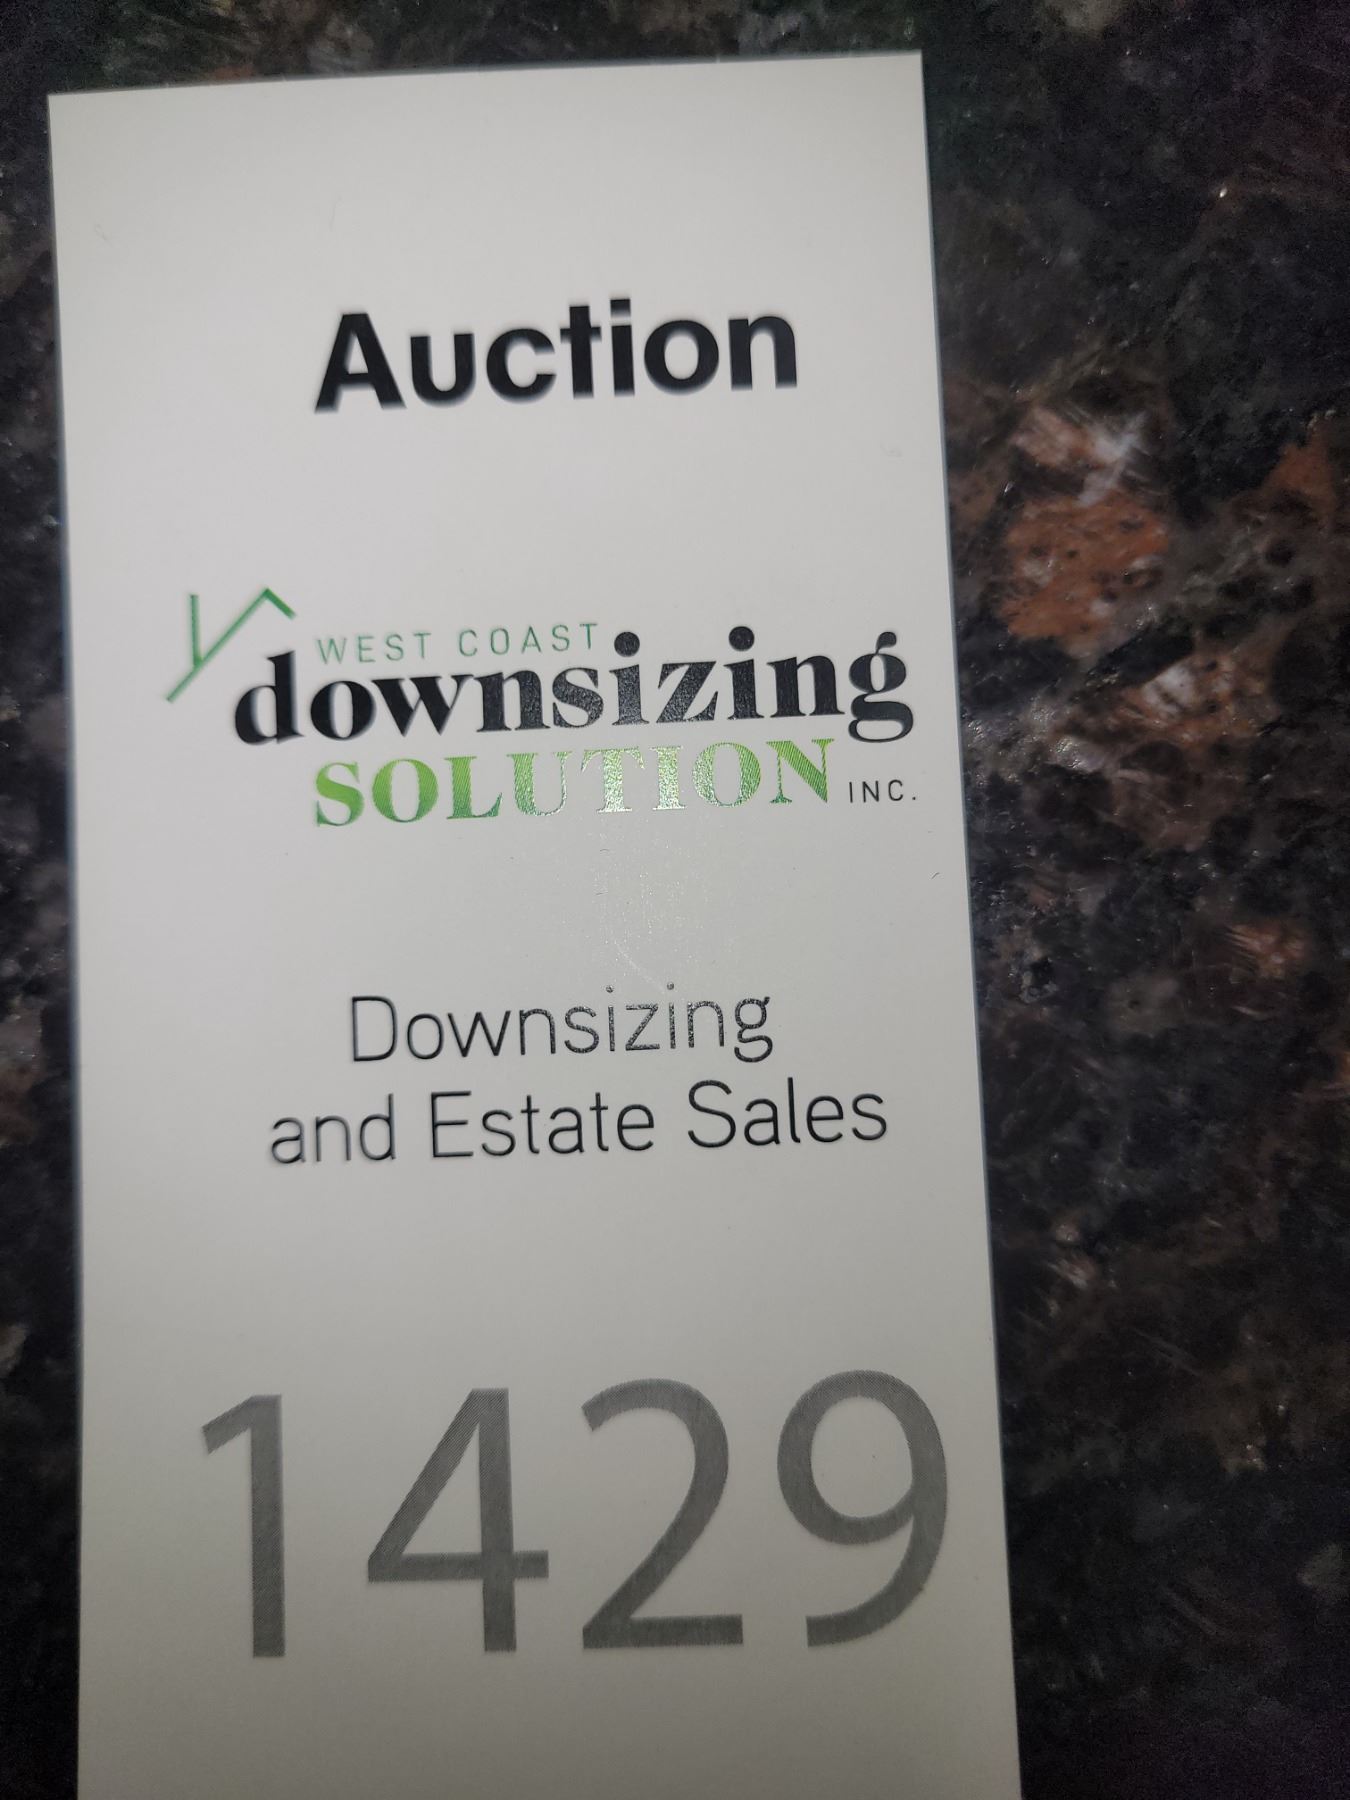 Auction
WEST COAST
downsizing
SOLUTION INC.
Downsizing
and Estate Sales
1429